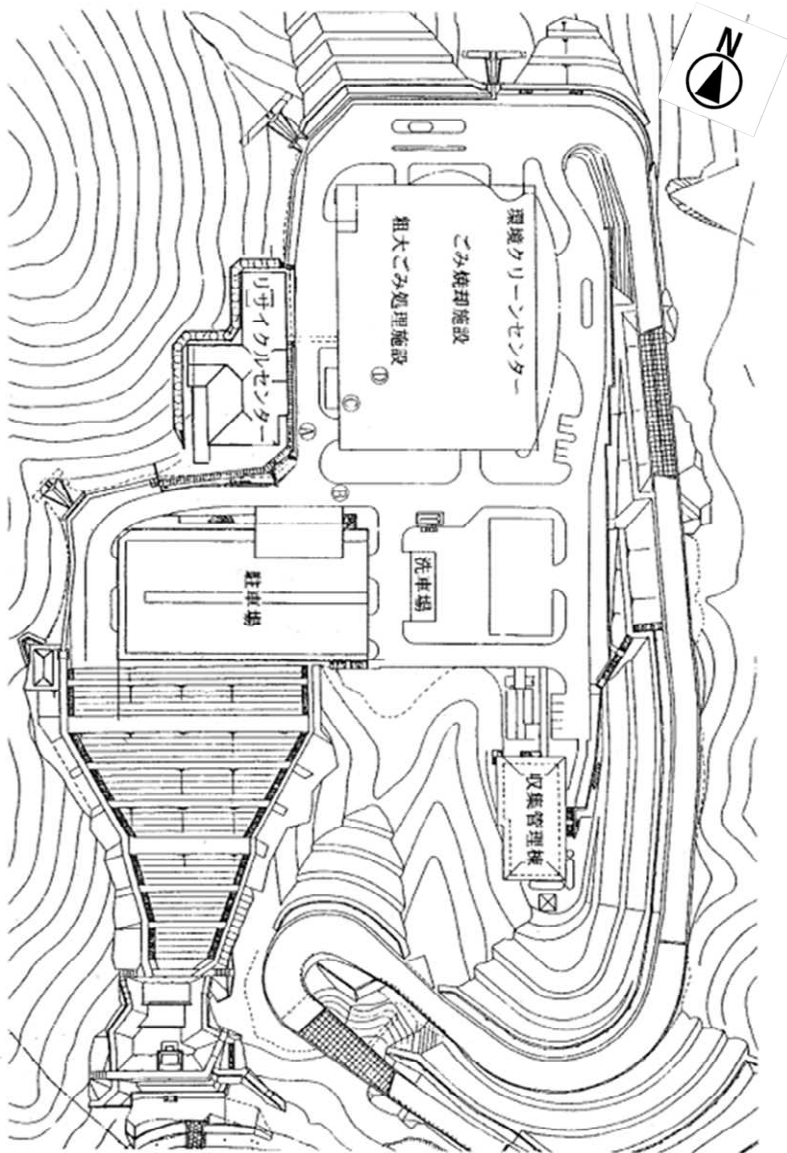 N
環境クリーンセンター
ごみ焼却施設
粗大ごみ処理施設
リサイクルセンター
Ⓓ
Ⓒ
Ⓐ
Ⓑ
洗車場
駐車場
収集管理棟